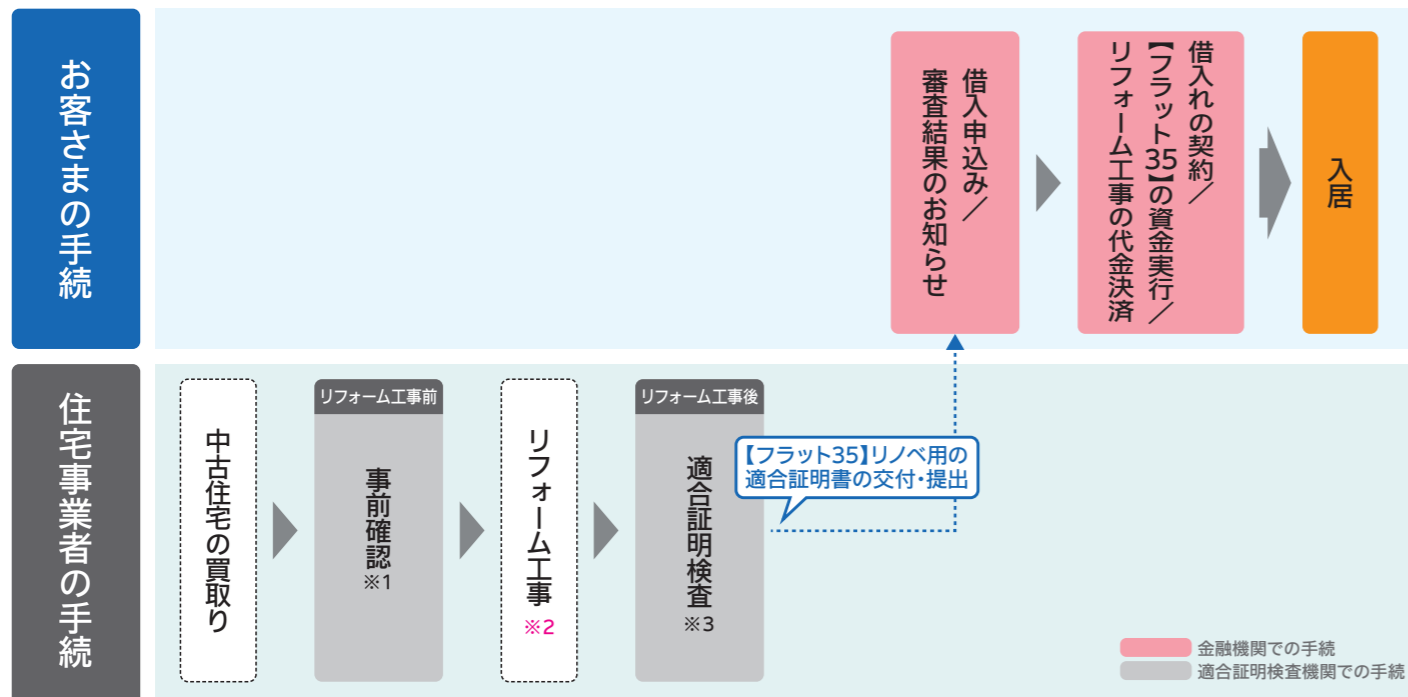 お客さまの手続
借入申込み／
審査結果のお知らせ
借入れの契約／
【フラット35】の資金実行／
リフォーム工事の代金決済
入居
住宅事業者の手続
中古住宅の買取り
リフォーム工事前
事前確認
※1
リフォーム工事
※2
リフォーム工事後
適合証明検査
※3
【フラット35】リノベ用の
適合証明書の交付・提出
金融機関での手続
適合証明検査機関での手続